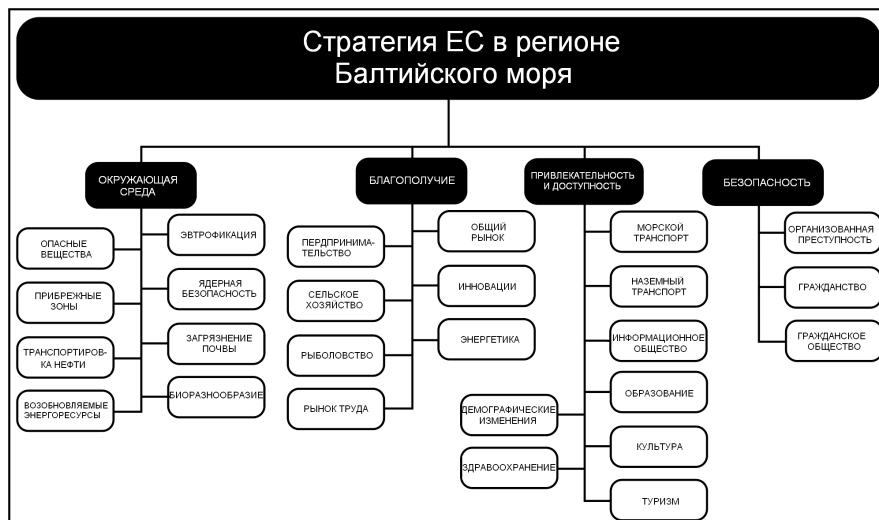 Стратегия ЕС в регионе
Балтийского моря
ОКРУЖАЮЩАЯ
СРЕДА
ОПАСНЫЕ
ВЕЩЕСТВА
ЭВТРОФИКАЦИЯ
ПРИБРЕЖНЫЕ
ЗОНЫ
ЯДЕРНАЯ
БЕЗОПАСНОСТЬ
ТРАНСПОРТИРОВ-
КА НЕФТИ
ЗАГРЯЗНЕНИЕ
ПОЧВЫ
ВОЗОБНОВЛЯЕМЫЕ
ЭНЕРГОРЕСУРСЫ
БИОРАЗНООБРАЗИЕ
БЛАГОПОЛУЧИЕ
ПЕРДПРИНИМА-
ТЕЛЬСТВО
ОБЩИЙ
РЫНОК
СЕЛЬСКОЕ
ХОЗЯЙСТВО
ИННОВАЦИИ
РЫБОЛОВСТВО
ЭНЕРГЕТИКА
РЫНОК ТРУДА
ПРИВЛЕКАТЕЛЬНОСТЬ
И ДОСТУПНОСТЬ
МОРСКОЙ
ТРАНСПОРТ
НАЗЕМНЫЙ
ТРАНСПОРТ
ИНФОРМАЦИОННОЕ
ОБЩЕСТВО
ОБРАЗОВАНИЕ
ДЕМОГРАФИЧЕСКИЕ
ИЗМЕНЕНИЯ
КУЛЬТУРА
ЗДРАВООХРАНЕНИЕ
ТУРИЗМ
БЕЗОПАСНОСТЬ
ОРГАНИЗОВАННАЯ
ПРЕСТУПНОСТЬ
ГРАЖДАНСТВО
ГРАЖДАНСКОЕ
ОБЩЕСТВО